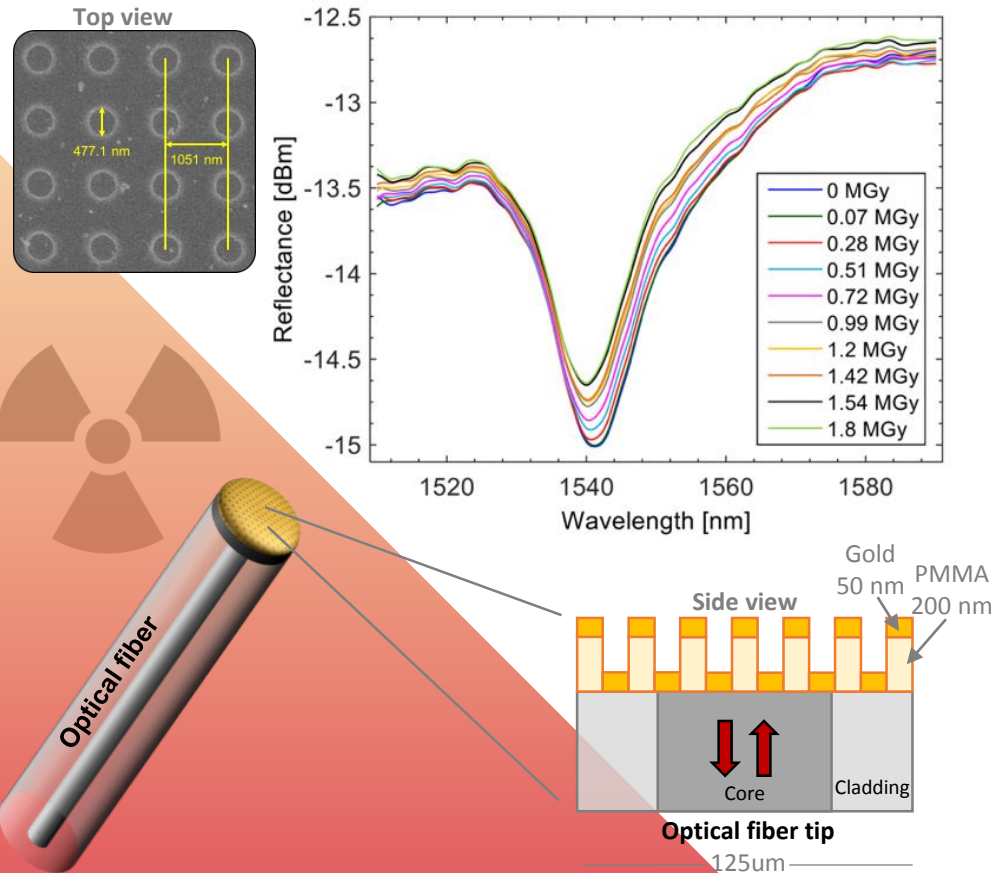 Top view
477.1 nm
1051 nm
Reflectance [dBm]
-12.5
-13
-13.5
-14
-14.5
-15
1520
1540
1560
1580
Wavelength [nm]
0 MGy
0.07 MGy
0.28 MGy
0.51 MGy
0.72 MGy
0.99 MGy
1.2 MGy
1.42 MGy
1.54 MGy
1.8 MGy
Optical fiber
Side view
Gold
50 nm
PMMA
200 nm
Core
Cladding
Optical fiber tip
125um